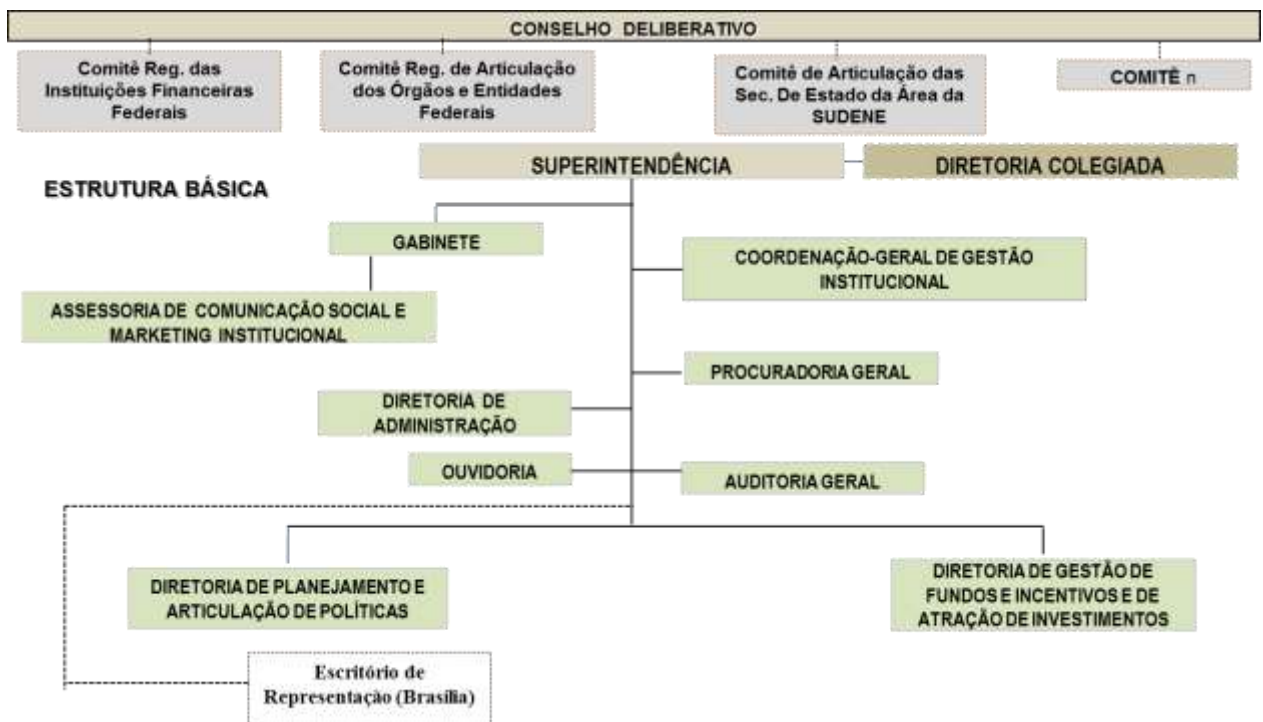 CONSELHO DELIBERATIVO
Comitê Reg. das
Instituições Financeiras
Federais
Comitê Reg. de Articulação
dos Órgãos e Entidades
Federais
Comitê de Articulação das
Sec. De Estado da Área da
SUDENE
COMITÊ n
SUPERINTENDÊNCIA
DIRETORIA COLEGIADA
ESTRUTURA BÁSICA
GABINETE
COORDENAÇÃO-GERAL DE GESTÃO
INSTITUCIONAL
ASSESSORIA DE COMUNICAÇÃO SOCIAL E
MARKETING INSTITUCIONAL
PROCURADORIA GERAL
DIRETORIA DE
ADMINISTRAÇÃO
OUVIDORIA
AUDITORIA GERAL
DIRETORIA DE PLANEJAMENTO E
ARTICULAÇÃO DE POLÍTICAS
DIRETORIA DE GESTÃO DE
FUNDOS E INCENTIVOS E DE
ATRAÇÃO DE INVESTIMENTOS
Escritório de
Representação (Brasília)